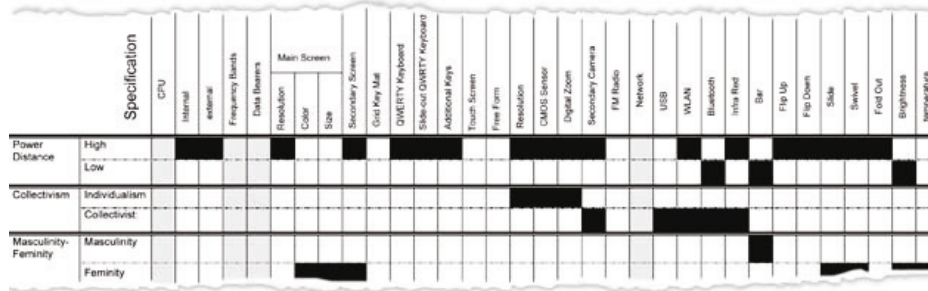 Specification
CPU
Internal
external
Frequency Bands
Data Bearers
Main Screen
Resolution
Color
Size
Secondary Screen
Grid Key Mat
QWERTY Keyboard
Slide-out QWRTY Keyboard
Additional Keys
Touch Screen
Free Form
Resolution
CMOS Sensor
Digital Zoom
Secondary Camera
FM Radio
Network
USB
WLAN
Bluetooth
Infra Red
Bar
Flip Up
Flip Down
Slide
Swivel
Fold Out
Brightness
temperature
Power
Distance
High
Low
Collectivism
Individualism
Collectivist
Masculinity-
Feminity
Masculinity
Feminity